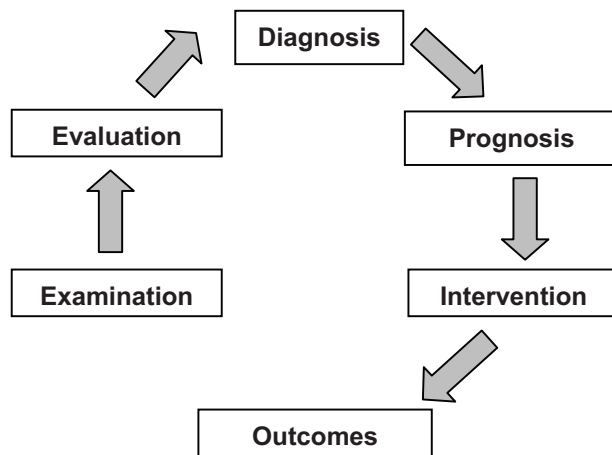 Diagnosis
Evaluation
Prognosis
Examination
Intervention
Outcomes